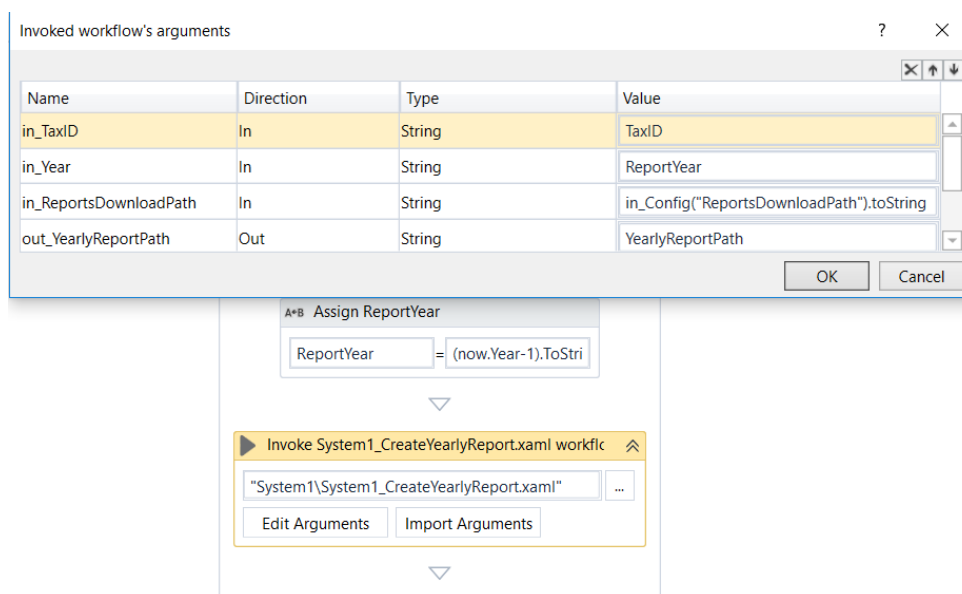 Invoked workflow's arguments ? ×
Name Direction Type Value
in_TaxID In String TaxID
in_Year In String ReportYear
in_ReportsDownloadPath In String in_Config("ReportsDownloadPath").toString
out_YearlyReportPath Out String YearlyReportPath
OK Cancel
A*B Assign ReportYear
ReportYear = (now.Year-1).ToStri
Invoke System1_CreateYearlyReport.xaml workflc
"System1\System1_CreateYearlyReport.xaml" ...
Edit Arguments Import Arguments